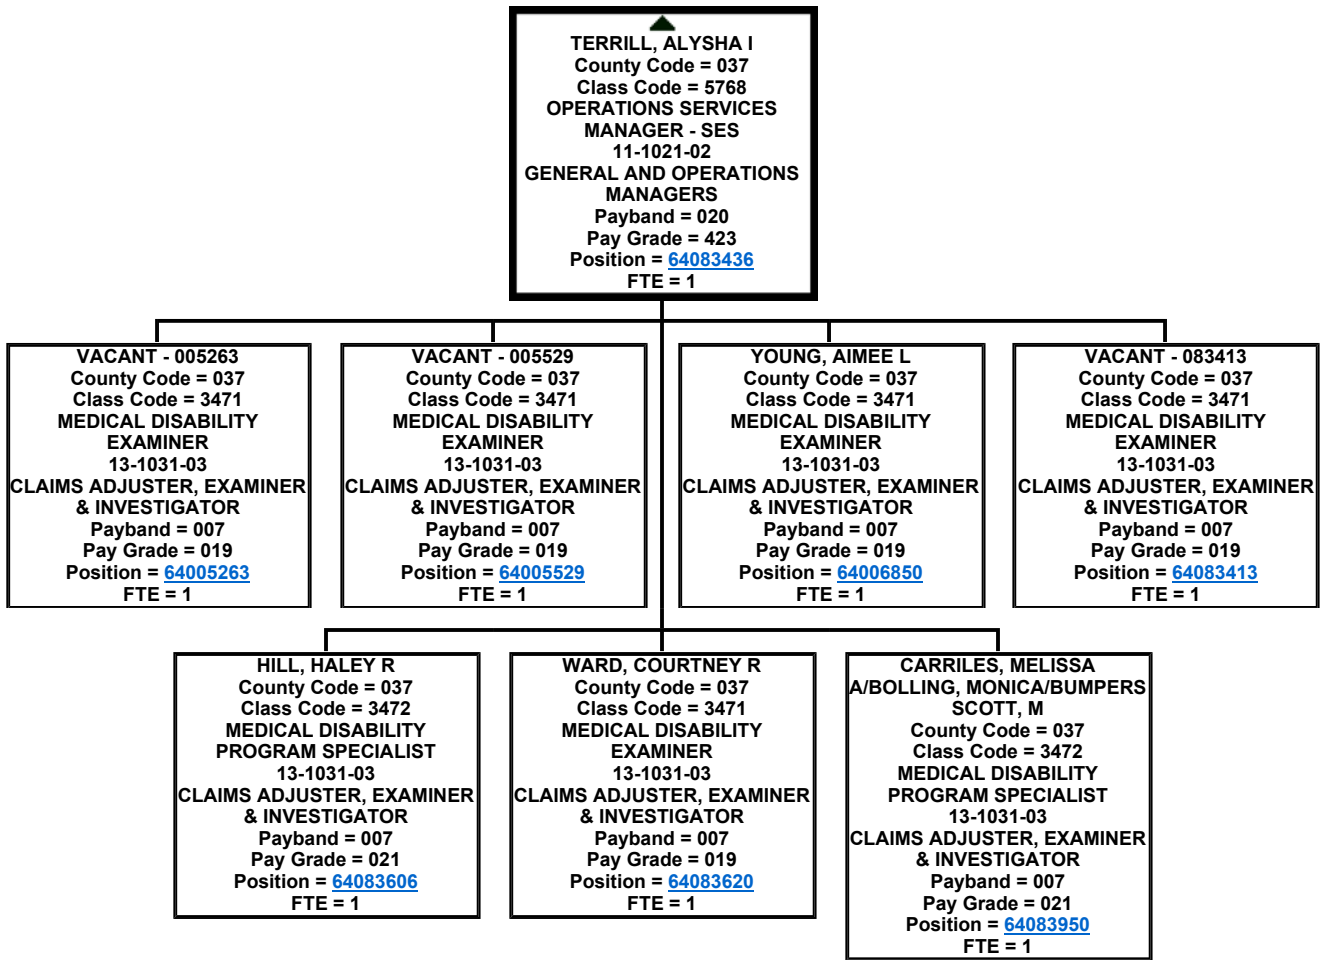 TERRILL, ALYSHA I
County Code = 037
Class Code = 5768
OPERATIONS SERVICES
MANAGER - SES
11-1021-02
GENERAL AND OPERATIONS
MANAGERS
Payband = 020
Pay Grade = 423
Position = 64083436
FTE = 1
VACANT - 005263
County Code = 037
Class Code = 3471
MEDICAL DISABILITY
EXAMINER
13-1031-03
CLAIMS ADJUSTER, EXAMINER
& INVESTIGATOR
Payband = 007
Pay Grade = 019
Position = 64005263
FTE = 1
VACANT - 005529
County Code = 037
Class Code = 3471
MEDICAL DISABILITY
EXAMINER
13-1031-03
CLAIMS ADJUSTER, EXAMINER
& INVESTIGATOR
Payband = 007
Pay Grade = 019
Position = 64005529
FTE = 1
YOUNG, AIMEE L
County Code = 037
Class Code = 3471
MEDICAL DISABILITY
EXAMINER
13-1031-03
CLAIMS ADJUSTER, EXAMINER
& INVESTIGATOR
Payband = 007
Pay Grade = 019
Position = 64006850
FTE = 1
VACANT - 083413
County Code = 037
Class Code = 3471
MEDICAL DISABILITY
EXAMINER
13-1031-03
CLAIMS ADJUSTER, EXAMINER
& INVESTIGATOR
Payband = 007
Pay Grade = 019
Position = 64083413
FTE = 1
HILL, HALEY R
County Code = 037
Class Code = 3472
MEDICAL DISABILITY
PROGRAM SPECIALIST
13-1031-03
CLAIMS ADJUSTER, EXAMINER
& INVESTIGATOR
Payband = 007
Pay Grade = 021
Position = 64083606
FTE = 1
WARD, COURTNEY R
County Code = 037
Class Code = 3471
MEDICAL DISABILITY
EXAMINER
13-1031-03
CLAIMS ADJUSTER, EXAMINER
& INVESTIGATOR
Payband = 007
Pay Grade = 019
Position = 64083620
FTE = 1
CARRILES, MELISSA
A/BOLLING, MONICA/BUMPERS
SCOTT, M
County Code = 037
Class Code = 3472
MEDICAL DISABILITY
PROGRAM SPECIALIST
13-1031-03
CLAIMS ADJUSTER, EXAMINER
& INVESTIGATOR
Payband = 007
Pay Grade = 021
Position = 64083950
FTE = 1